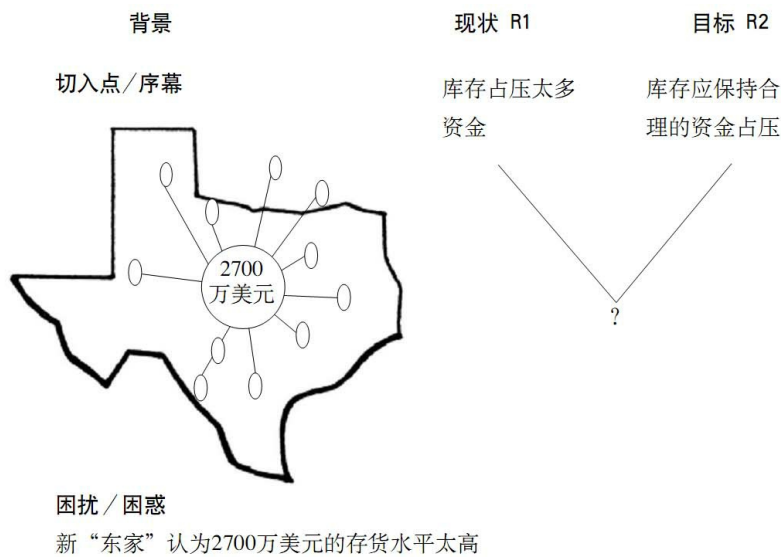 背景
现状 R1
目标 R2
切入点/序幕
库存占压太多
资金
库存应保持合
理的资金占压
2700
万美元
?
困扰/困惑
新“东家”认为2700万美元的存货水平太高